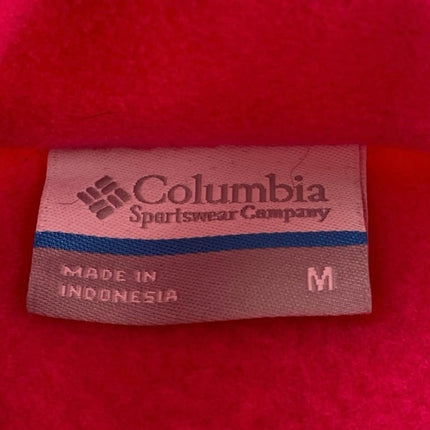 Columbia
Sportswear Company
MADE IN
INDONESIA
M